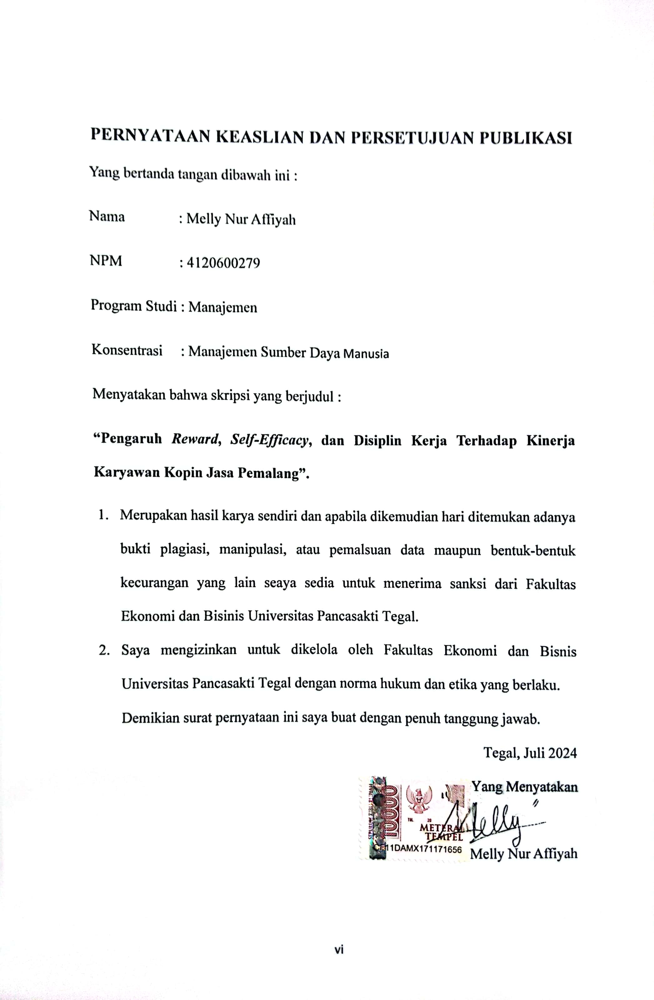 PERNYATAAN KEASLIAN DAN PERSETUJUAN PUBLIKASI
Yang bertanda tangan dibawah ini :
Nama : Melly Nur Affiyah
NPM : 4120600279
Program Studi : Manajemen
Konsentrasi : Manajemen Sumber Daya Manusia
Menyatakan bahwa skripsi yang berjudul :
“Pengaruh Reward, Self-Efficacy, dan Disiplin Kerja Terhadap Kinerja
Karyawan Kopin Jasa Pemalang”.
1. Merupakan hasil karya sendiri dan apabila dikemudian hari ditemukan adanya
bukti plagiasi, manipulasi, atau pemalsuan data maupun bentuk-bentuk
kecurangan yang lain seaya sedia untuk menerima sanksi dari Fakultas
Ekonomi dan Bisinis Universitas Pancasakti Tegal.
2. Saya mengizinkan untuk dikelola oleh Fakultas Ekonomi dan Bisnis
Universitas Pancasakti Tegal dengan norma hukum dan etika yang berlaku.
Demikian surat pernyataan ini saya buat dengan penuh tanggung jawab.
Tegal, Juli 2024
Yang Menyatakan
SEPULUH RIBU RUPIAH
10000
TGL 20
METERAI
TEMPEL
CF11DAMX171171656
Melly
Melly Nur Affiyah
vi